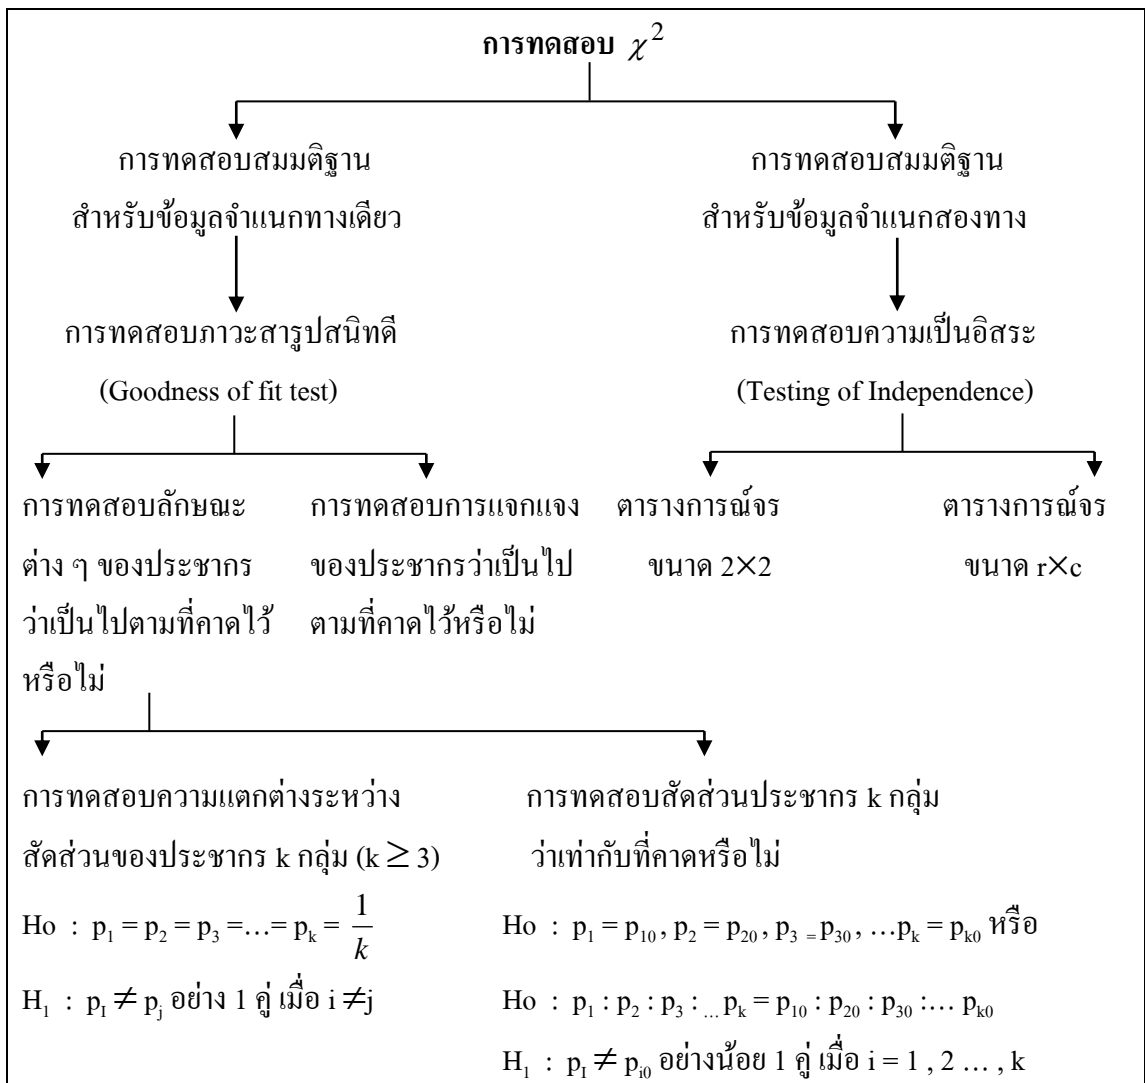 การทดสอบ χ²
การทดสอบสมมติฐาน
สำหรับข้อมูลจำแนกทางเดียว
การทดสอบสมมติฐาน
สำหรับข้อมูลจำแนกสองทาง
การทดสอบภาวะสารูปสนิทดี
(Goodness of fit test)
การทดสอบความเป็นอิสระ
(Testing of Independence)
การทดสอบลักษณะ
ต่าง ๆ ของประชากร
ว่าเป็นไปตามที่คาดไว้
หรือไม่
การทดสอบการแจกแจง
ของประชากรว่าเป็นไป
ตามที่คาดไว้หรือไม่
ตารางการณ์จร
ขนาด 2×2
ตารางการณ์จร
ขนาด r×c
การทดสอบความแตกต่างระหว่าง
สัดส่วนของประชากร k กลุ่ม (k ≥ 3)
Ho : p₁ = p₂ = p₃ =…= pₖ = 1/k
H₁ : p_I ≠ p_j อย่าง 1 คู่ เมื่อ i ≠j
การทดสอบสัดส่วนประชากร k กลุ่ม
ว่าเท่ากับที่คาดหรือไม่
Ho : p₁ = p₁₀ , p₂ = p₂₀ , p₃ ₌ p₃₀ , …pₖ = pₖ₀ หรือ
Ho : p₁ : p₂ : p₃ : … pₖ = p₁₀ : p₂₀ : p₃₀ :… pₖ₀
H₁ : p_I ≠ p_i0 อย่างน้อย 1 คู่ เมื่อ i = 1 , 2 … , k